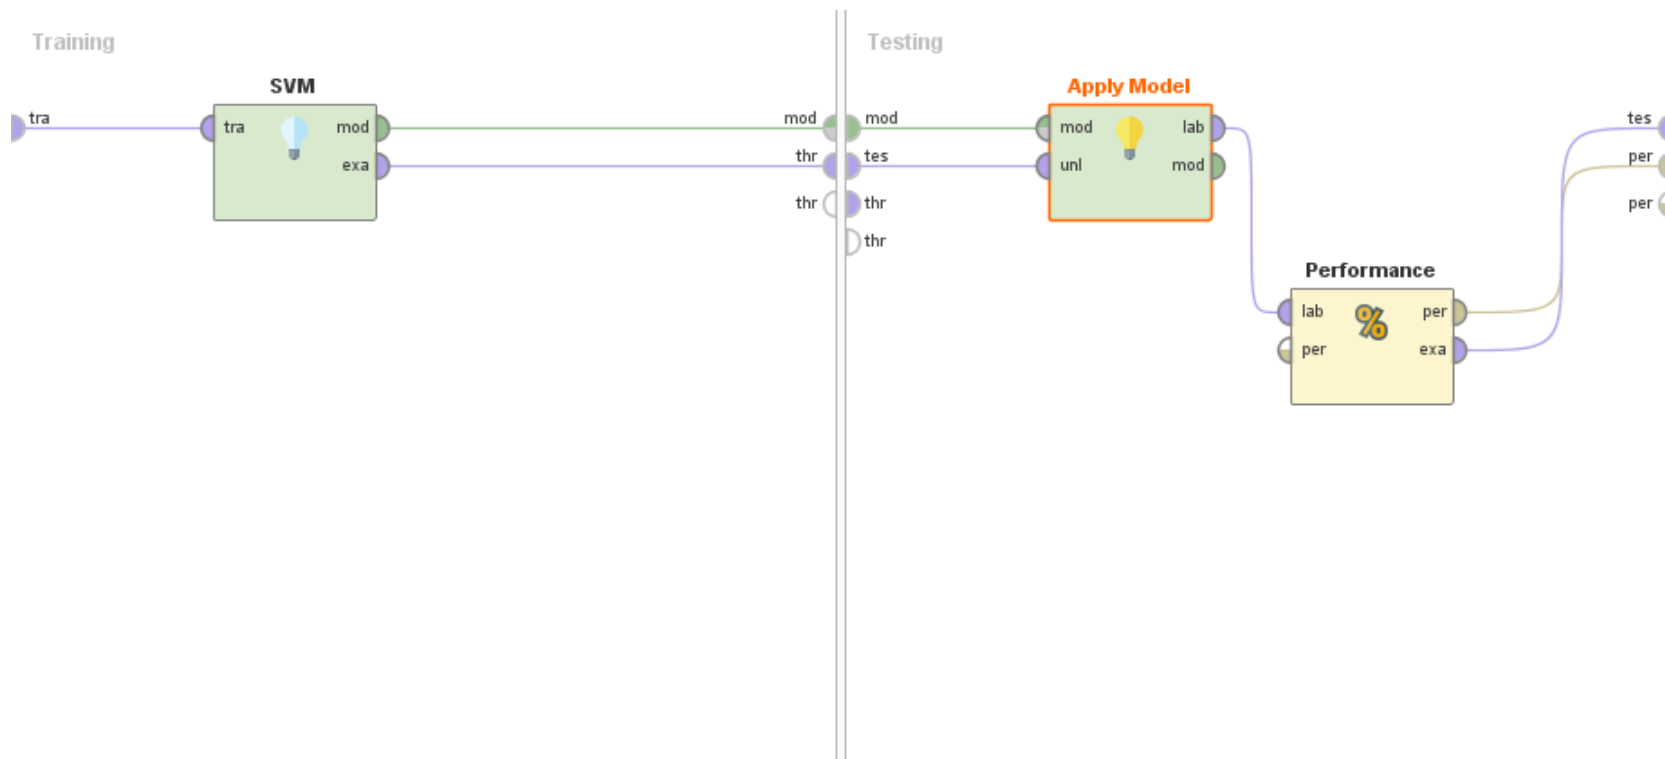 Training
SVM
tra
tra
mod
exa
mod
thr
thr
Testing
Apply Model
mod
tes
thr
thr
mod
unl
lab
mod
Performance
lab
per
per
exa
tes
per
per